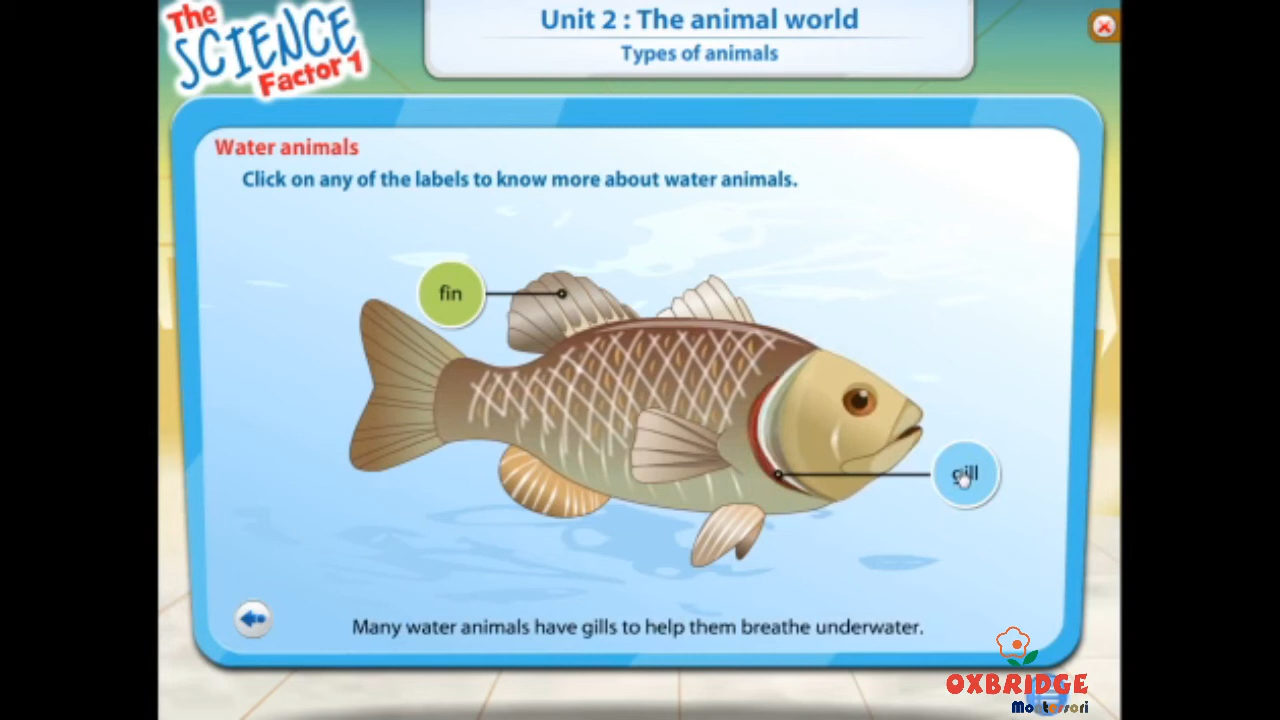 The
SCIENCE
Factor 1
Unit 2 : The animal world
Types of animals
Water animals
Click on any of the labels to know more about water animals.
fin
gill
Many water animals have gills to help them breathe underwater.
OXBRIDGE
Montessori